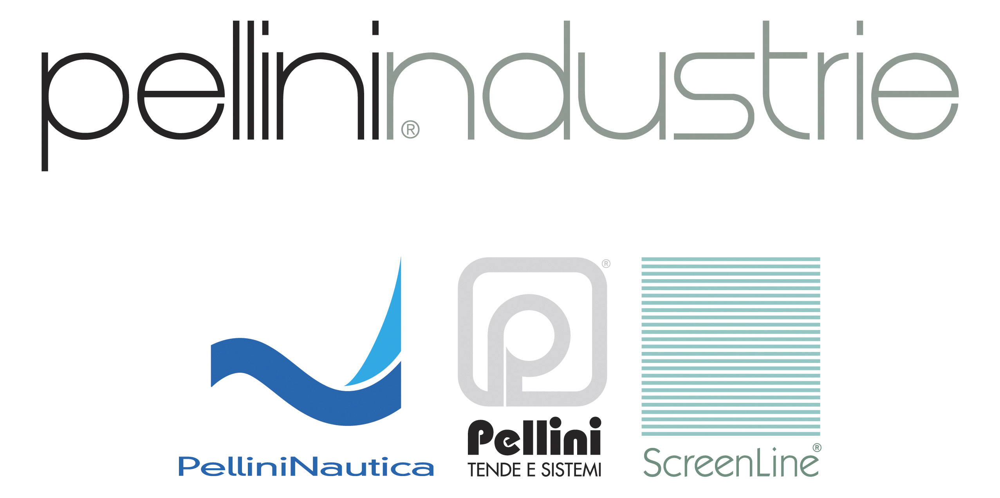 pellinindustrie®
PelliniNautica
®
Pellini
TENDE E SISTEMI
ScreenLine®